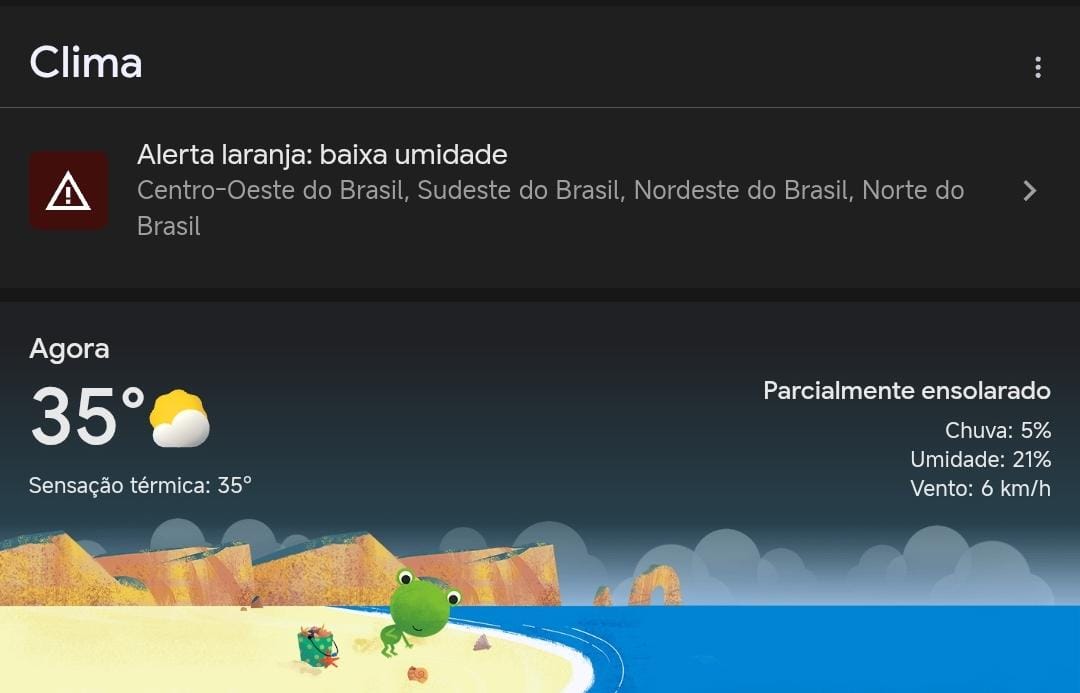 Clima
Alerta laranja: baixa umidade
Centro-Oeste do Brasil, Sudeste do Brasil, Nordeste do Brasil, Norte do
Brasil
Agora
35°
Sensação térmica: 35°
Parcialmente ensolarado
Chuva: 5%
Umidade: 21%
Vento: 6 km/h